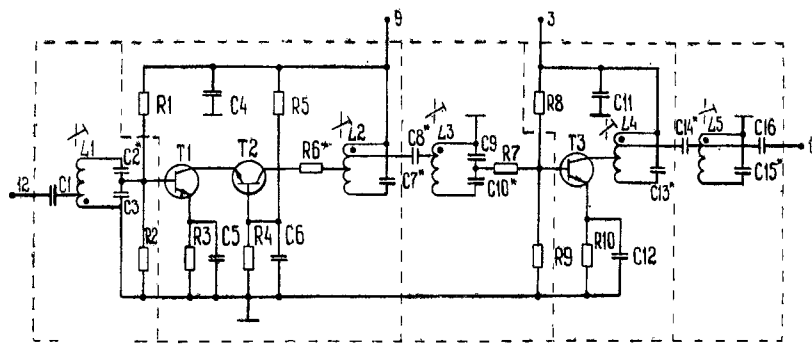 9 3
R1 C4 R5 R8 C11
L1 C2* T1 T2 R6* L2 C8* L3 C9 R7 T3 L4 C14* L5 C16
12 C1 C3 C7* C10* C13* C15*
R2 R3 C5 R4 C6 R9 R10 C12